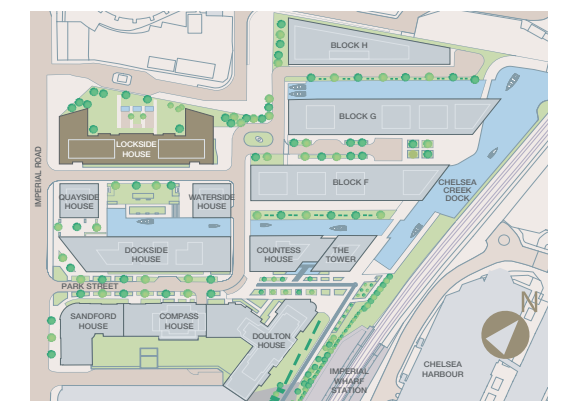 BLOCK H
BLOCK G
LOCKSIDE
HOUSE
IMPERIAL ROAD
BLOCK F
CHELSEA
CREEK
DOCK
QUAYSIDE
HOUSE
WATERSIDE
HOUSE
DOCKSIDE
HOUSE
COUNTESS
HOUSE
THE
TOWER
PARK STREET
SANDFORD
HOUSE
COMPASS
HOUSE
DOULTON
HOUSE
N
IMPERIAL
WHARF
STATION
CHELSEA
HARBOUR